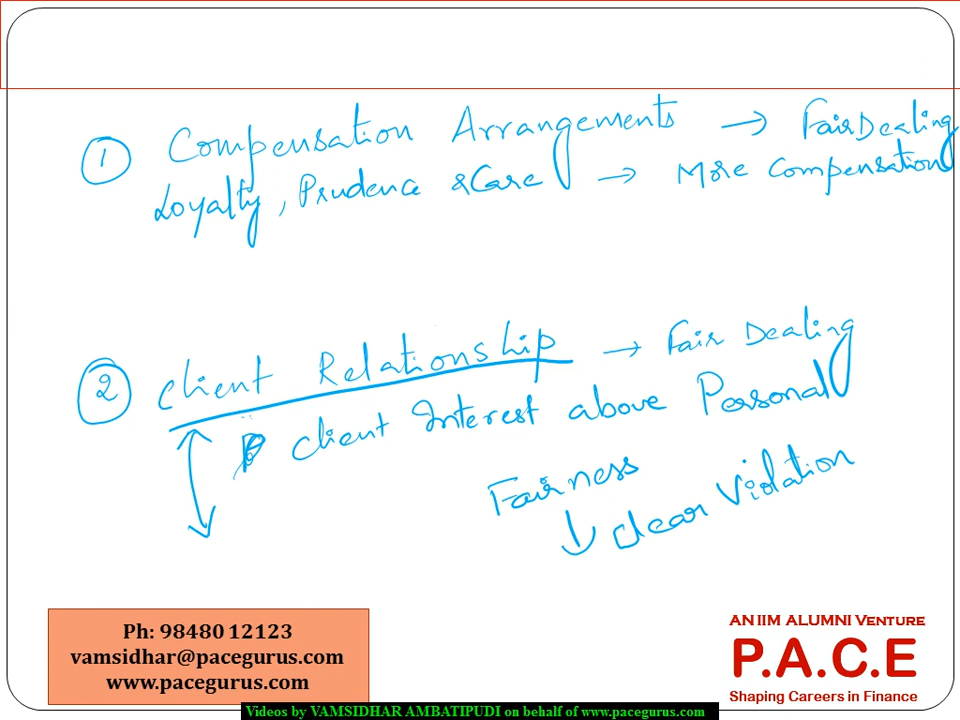 ① Compensation Arrangements → Fair Dealing
Loyalty, Prudence & Care → More Compensation
② Client Relationship → Fair Dealing
Client Interest above Personal
Fairness
↓ clear Violation
Ph: 98480 12123
vamsidhar@pacegurus.com
www.pacegurus.com
AN IIM ALUMNI VENTURE
P.A.C.E
Shaping Careers in Finance
Videos by VAMSIDHAR AMBATIPUDI on behalf of www.pacegurus.com